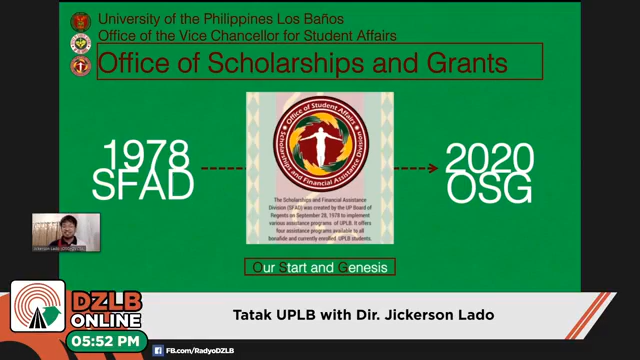 University of the Philippines Los Baños
Office of the Vice Chancellor for Student Affairs
Office of Scholarships and Grants
1978
SFAD
Office of Student Affairs
Scholarships and Financial Assistance Division
The Scholarships and Financial Assistance
Division (SFAD) was created by the UP Board of
Regents on September 28, 1978 to implement
various assistance programs of UPLB. It offers
four assistance programs available to all
bonafide and currently enrolled UPLB students.
2020
OSG
Our Start and Genesis
DZLB
ONLINE
05:52 PM
Tatak UPLB with Dir. Jickerson Lado
FB.com/RadyoDZLB